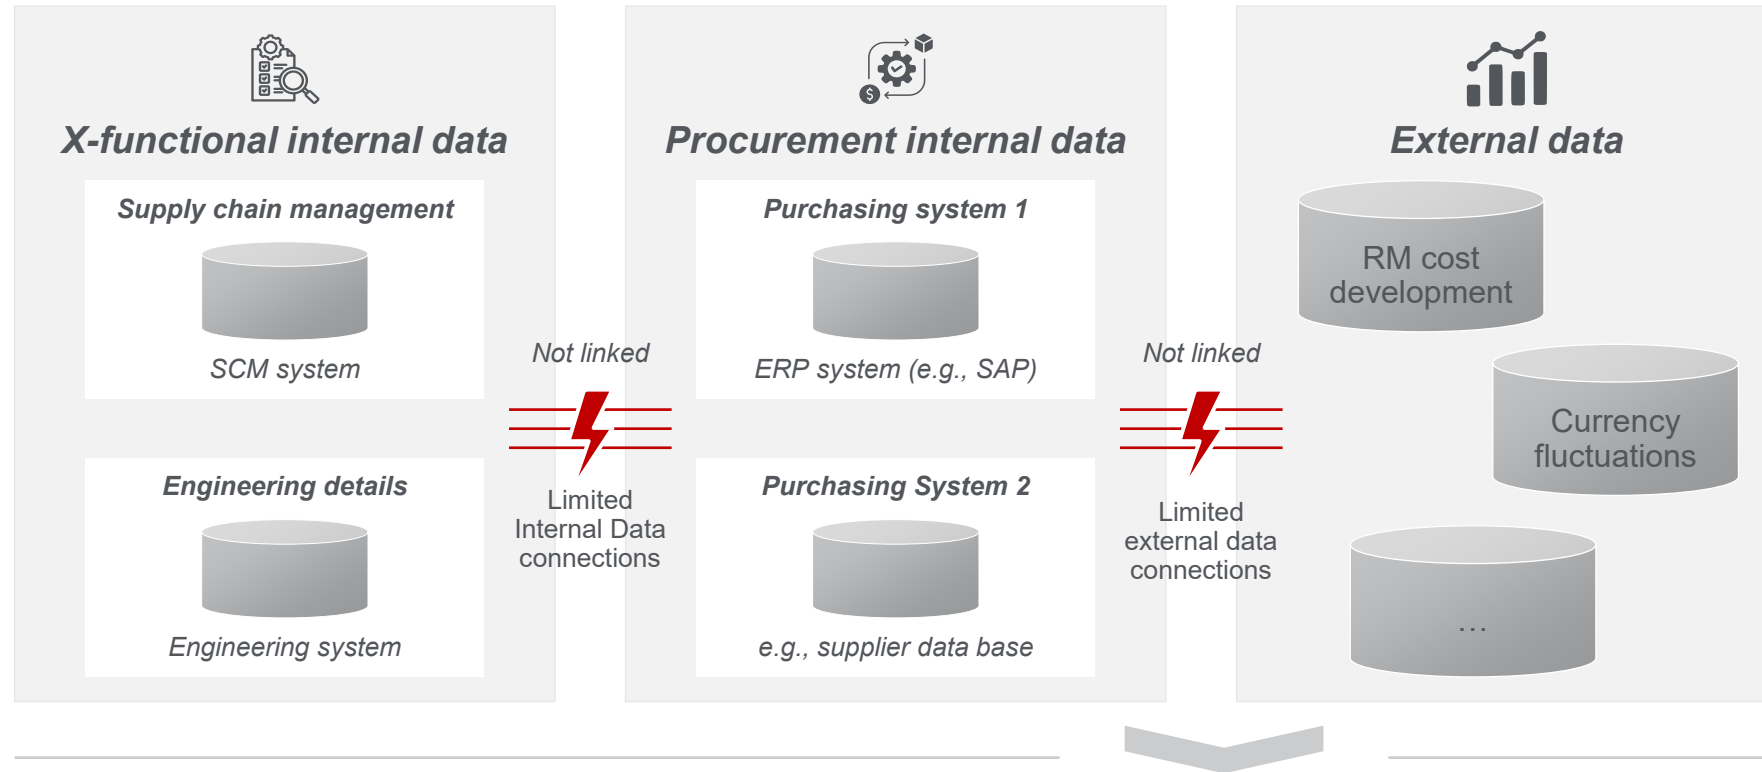 X-functional internal data
Supply chain management
SCM system
Engineering details
Engineering system
Not linked
Limited
Internal Data
connections
Procurement internal data
Purchasing system 1
ERP system (e.g., SAP)
Purchasing System 2
e.g., supplier data base
Not linked
Limited
external data
connections
External data
RM cost
development
Currency
fluctuations
...
$